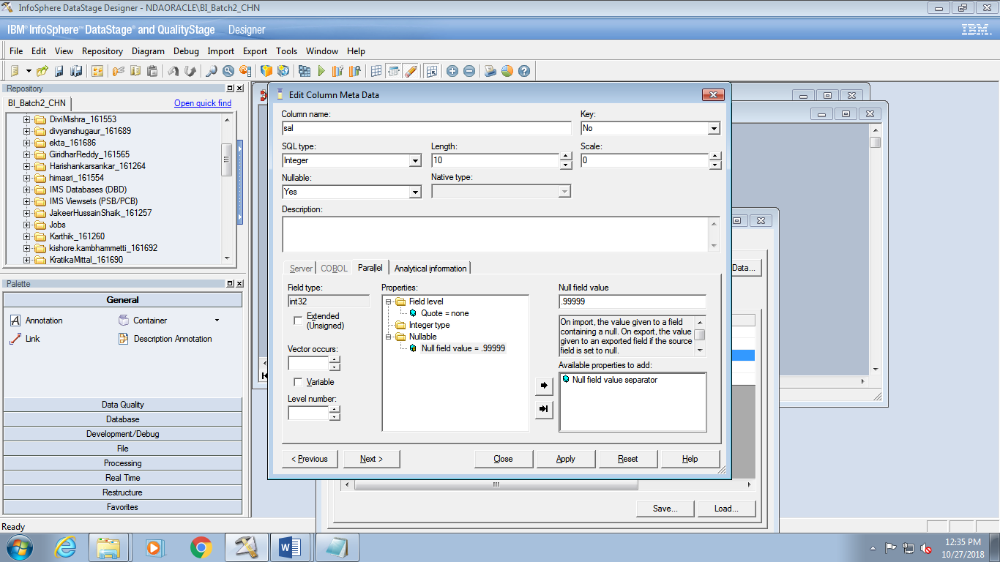 InfoSphere DataStage Designer - NDAORACLE\BI_Batch2_CHN
IBM® InfoSphere™ DataStage® and QualityStage Designer
IBM.
File Edit View Repository Diagram Debug Import Export Tools Window Help
Repository
BI_Batch2_CHN Open quick find
DiviMishra_161553
divyanshugaur_161689
ekta_161686
GiridharReddy_161565
Harishankarsankar_161264
himasri_161554
IMS Databases (DBD)
IMS Viewsets (PSB/PCB)
JakeerHussainShaik_161257
Jobs
Karthik_161260
kishore.kambhammetti_161692
KratikaMittal_161690
Palette
General
Annotation Container
Link Description Annotation
Data Quality
Database
Development/Debug
File
Processing
Real Time
Restructure
Favorites
Edit Column Meta Data
Column name: Key:
sal No
SQL type: Length: Scale:
Integer 10 0
Nullable: Native type:
Yes
Description:
Server COBOL Parallel Analytical information
Field type:
int32
Extended
(Unsigned)
Vector occurs:
Variable
Level number:
Properties:
Field level
Quote = none
Integer type
Nullable
Null field value = .99999
Null field value
.99999
On import, the value given to a field
containing a null. On export, the value
given to an exported field if the source
field is set to null.
Available properties to add:
Null field value separator
< Previous Next > Close Apply Reset Help
Data...
Save... Load...
Ready
12:35 PM
10/27/2018